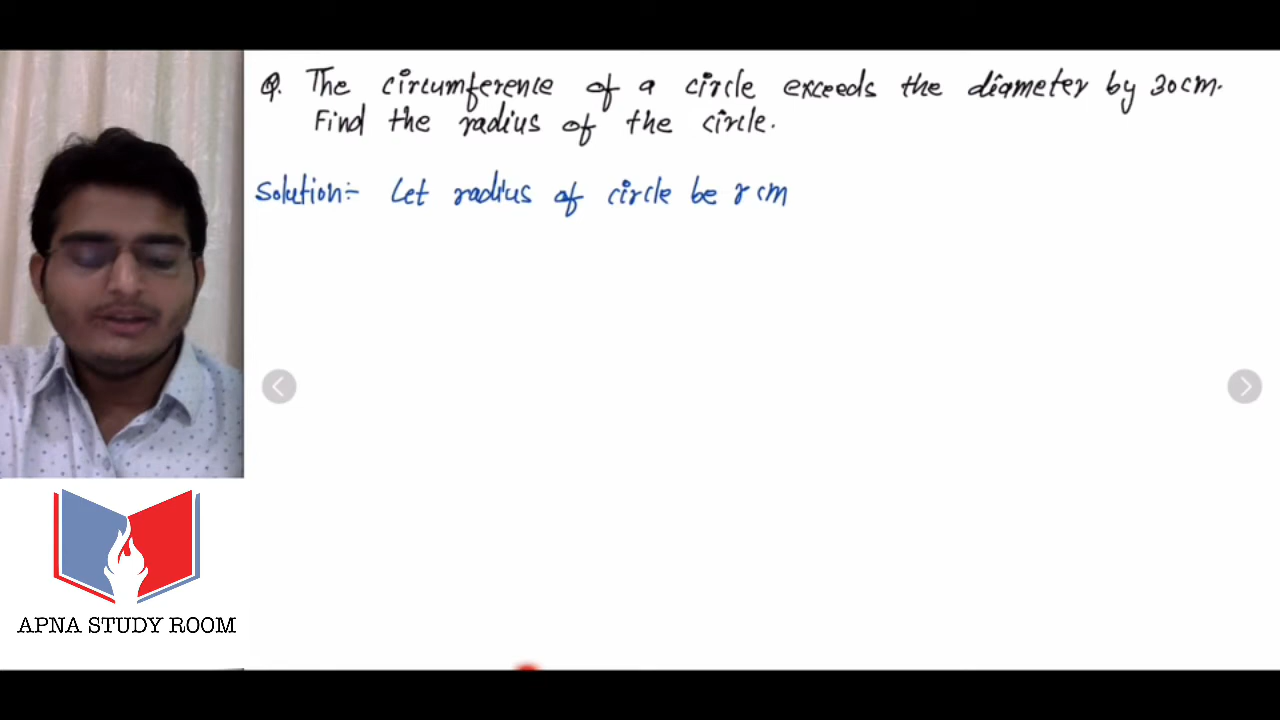 Q. The circumference of a circle exceeds the diameter by 30cm.
Find the radius of the circle.
Solution:- Let radius of circle be r cm
APNA STUDY ROOM